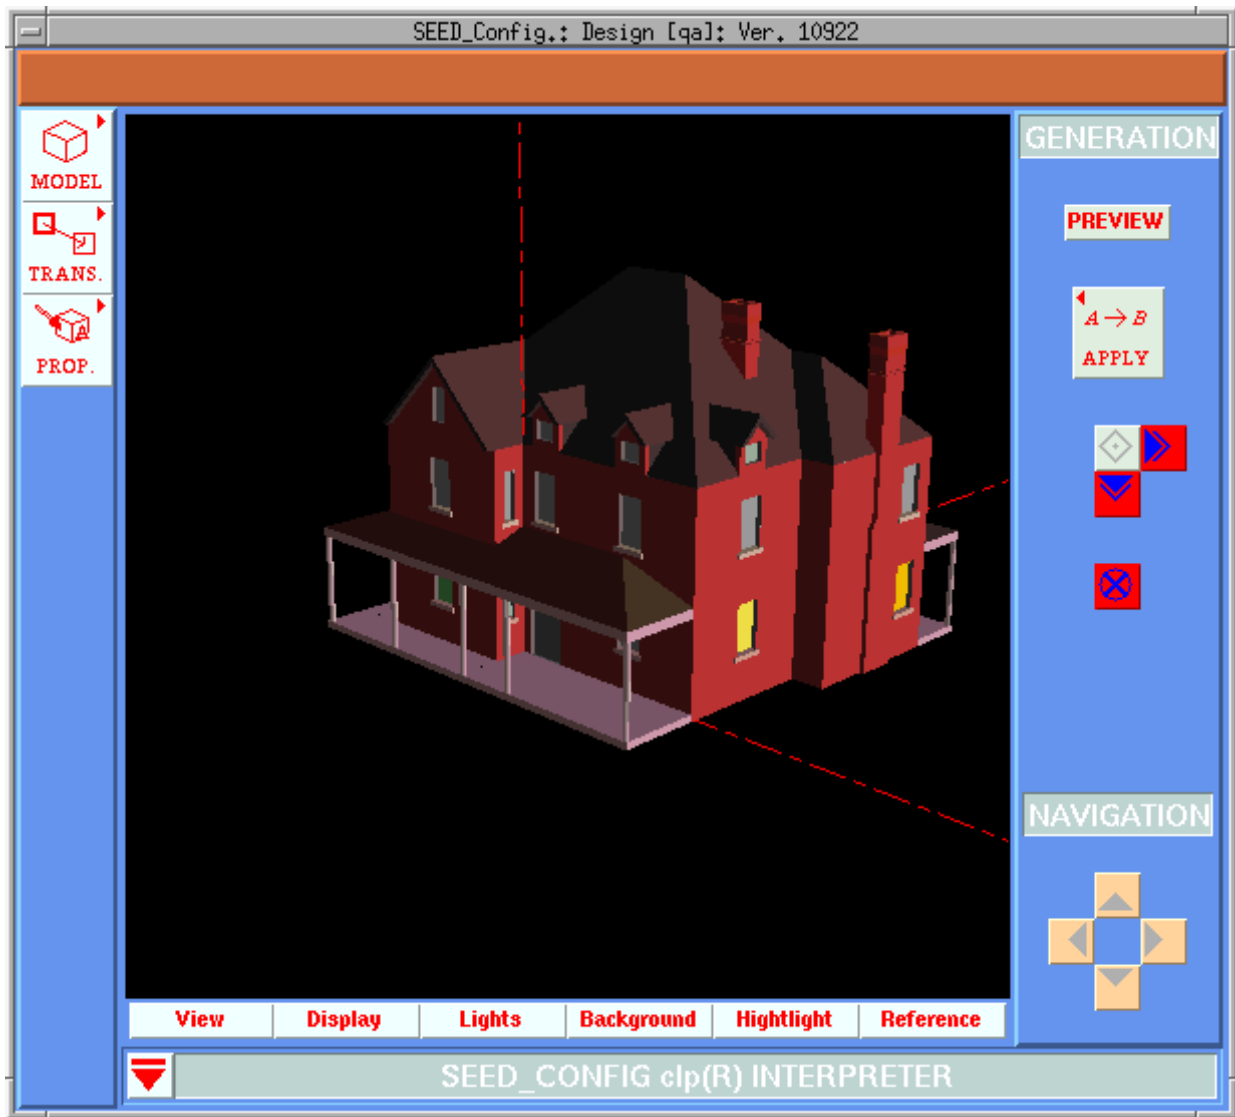 SEED_Config.: Design [qa]: Ver. 10922
MODEL
TRANS.
A
PROP.
GENERATION
PREVIEW
A → B
APPLY
NAVIGATION
View Display Lights Background Hightlight Reference
SEED_CONFIG clp(R) INTERPRETER